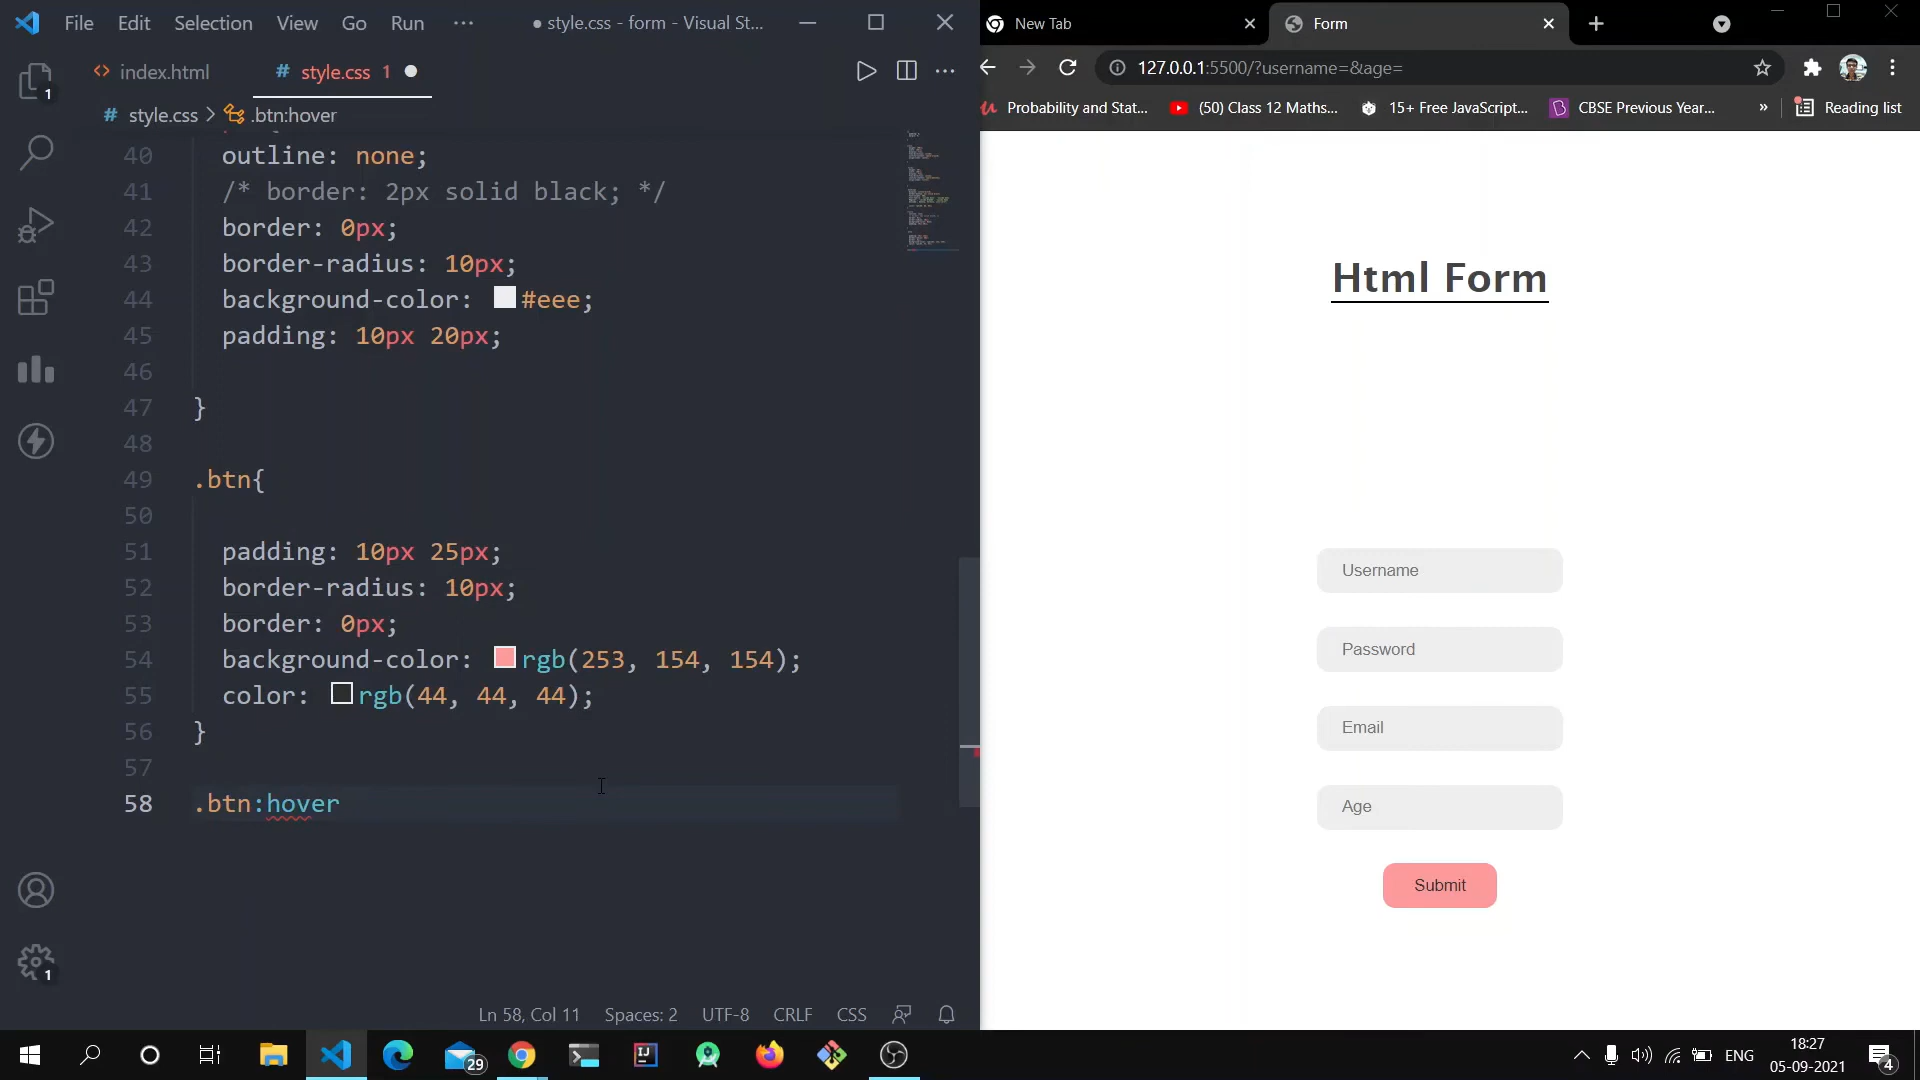 File Edit Selection View Go Run ··· ● style.css - form - Visual St...
index.html # style.css 1 ●
# style.css > .btn:hover
40 outline: none;
41 /* border: 2px solid black; */
42 border: 0px;
43 border-radius: 10px;
44 background-color: #eee;
45 padding: 10px 20px;
46
47 }
48
49 .btn{
50
51 padding: 10px 25px;
52 border-radius: 10px;
53 border: 0px;
54 background-color: rgb(253, 154, 154);
55 color: rgb(44, 44, 44);
56 }
57
58 .btn:hover
1
1
Ln 58, Col 11 Spaces: 2 UTF-8 CRLF CSS
New Tab Form
127.0.0.1:5500/?username=&age=
Probability and Stat... (50) Class 12 Maths... 15+ Free JavaScript... CBSE Previous Year... » Reading list
Html Form
Username
Password
Email
Age
Submit
29
ENG
18:27
05-09-2021
4